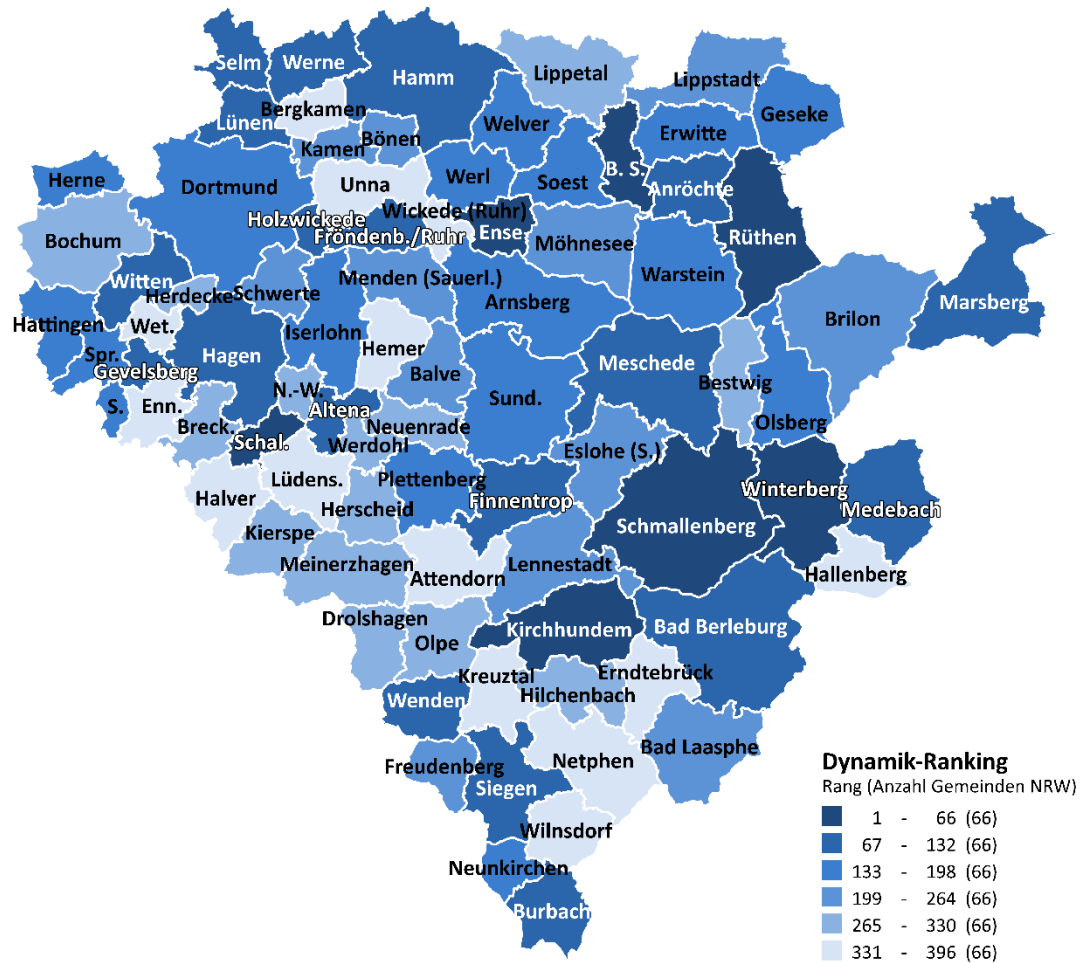 Selm
Werne
Hamm
Lippetal
Lippstadt
Bergkamen
Geseke
Lünen
Welver
Erwitte
Bönen
Kamen
B. S.
Herne
Dortmund
Unna
Werl
Soest
Anröchte
Holzwickede
Wickede (Ruhr)
Ense
Bochum
Fröndenb./Ruhr
Möhnesee
Rüthen
Witten
Menden (Sauerl.)
Warstein
Herdecke
Schwerte
Arnsberg
Marsberg
Hattingen
Wet.
Iserlohn
Brilon
Spr.
Hagen
Hemer
Gevelsberg
Balve
Meschede
Bestwig
N.-W.
S.
Enn.
Altena
Sund.
Olsberg
Breck.
Neuenrade
Schal.
Werdohl
Eslohe (S.)
Lüdens.
Plettenberg
Winterberg
Halver
Finnentrop
Herscheid
Medebach
Schmallenberg
Kierspe
Meinerzhagen
Lennestadt
Attendorn
Hallenberg
Drolshagen
Kirchhundem
Bad Berleburg
Olpe
Kreuztal
Erndtebrück
Hilchenbach
Wenden
Bad Laasphe
Netphen
Freudenberg
Siegen
Wilnsdorf
Neunkirchen
Burbach
Dynamik-Ranking
Rang (Anzahl Gemeinden NRW)
1 - 66 (66)
67 - 132 (66)
133 - 198 (66)
199 - 264 (66)
265 - 330 (66)
331 - 396 (66)